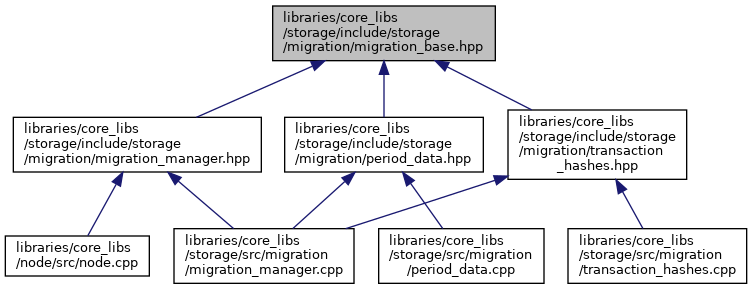 libraries/core_libs
/storage/include/storage
/migration/migration_base.hpp
libraries/core_libs
/storage/include/storage
/migration/migration_manager.hpp
libraries/core_libs
/storage/include/storage
/migration/period_data.hpp
libraries/core_libs
/storage/include/storage
/migration/transaction
_hashes.hpp
libraries/core_libs
/node/src/node.cpp
libraries/core_libs
/storage/src/migration
/migration_manager.cpp
libraries/core_libs
/storage/src/migration
/period_data.cpp
libraries/core_libs
/storage/src/migration
/transaction_hashes.cpp